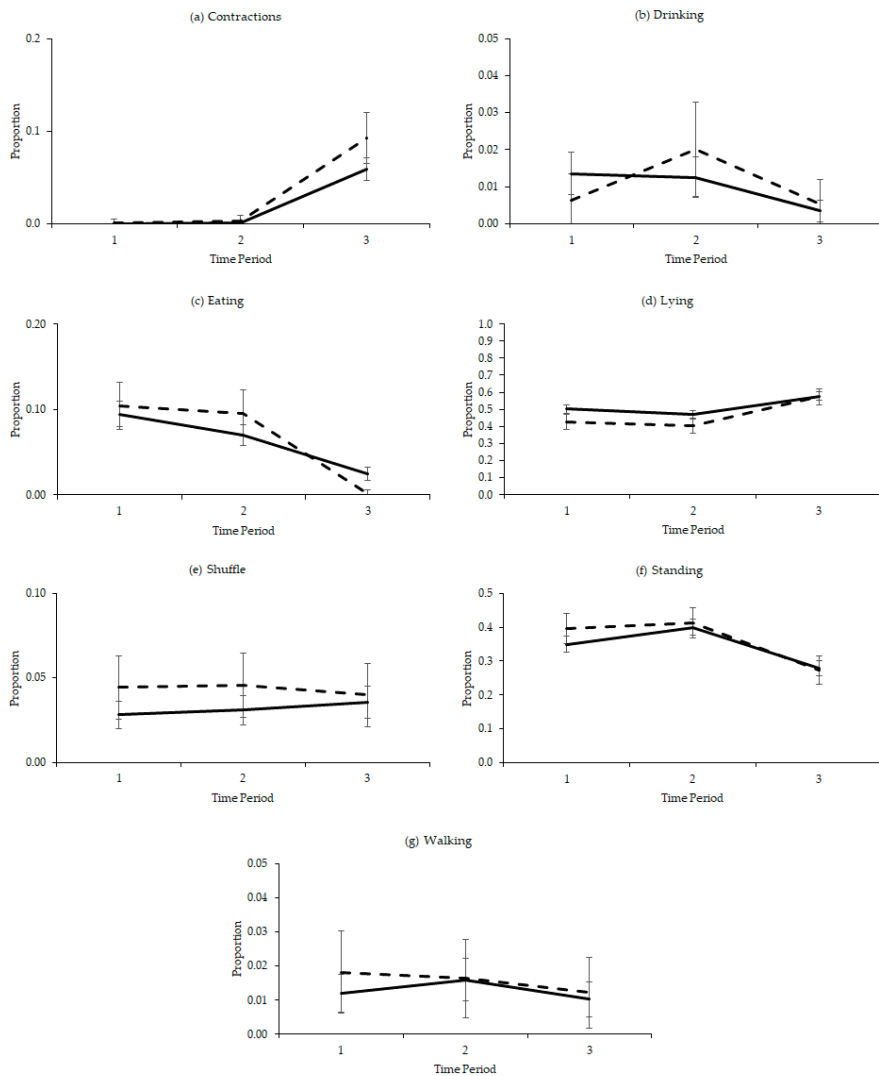 (a) Contractions
0.2
0.1
0.0
Proportion
1 2 3
Time Period
(b) Drinking
0.05
0.04
0.03
0.02
0.01
0.00
Proportion
1 2 3
Time Period
(c) Eating
0.20
0.10
0.00
Proportion
1 2 3
Time Period
(d) Lying
1.0
0.9
0.8
0.7
0.6
0.5
0.4
0.3
0.2
0.1
0.0
Proportion
1 2 3
Time Period
(e) Shuffle
0.10
0.05
0.00
Proportion
1 2 3
Time Period
(f) Standing
0.5
0.4
0.3
0.2
0.1
0.0
Proportion
1 2 3
Time Period
(g) Walking
0.05
0.04
0.03
0.02
0.01
0.00
Proportion
1 2 3
Time Period